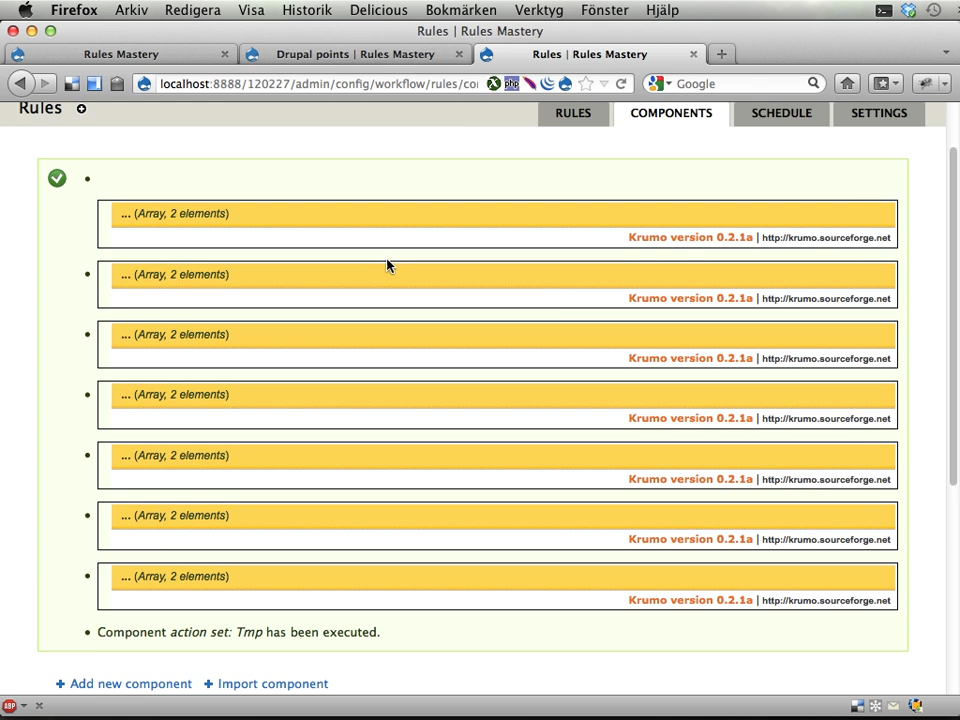 Firefox Arkiv Redigera Visa Historik Delicious Bokmärken Verktyg Fönster Hjälp
Rules | Rules Mastery
Rules Mastery Drupal points | Rules Mastery Rules | Rules Mastery
localhost:8888/120227/admin/config/workflow/rules/co php Google
Rules
RULES COMPONENTS SCHEDULE SETTINGS
... (Array, 2 elements)
Krumo version 0.2.1a | http://krumo.sourceforge.net
... (Array, 2 elements)
Krumo version 0.2.1a | http://krumo.sourceforge.net
... (Array, 2 elements)
Krumo version 0.2.1a | http://krumo.sourceforge.net
... (Array, 2 elements)
Krumo version 0.2.1a | http://krumo.sourceforge.net
... (Array, 2 elements)
Krumo version 0.2.1a | http://krumo.sourceforge.net
... (Array, 2 elements)
Krumo version 0.2.1a | http://krumo.sourceforge.net
... (Array, 2 elements)
Krumo version 0.2.1a | http://krumo.sourceforge.net
Component action set: Tmp has been executed.
+ Add new component + Import component
ABP